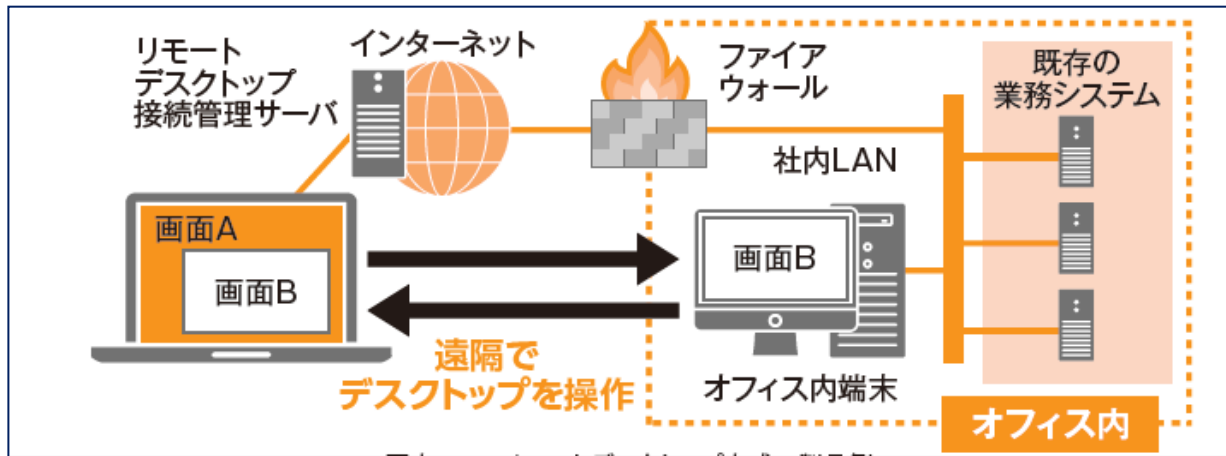 リモート
デスクトップ
接続管理サーバ
インターネット
ファイア
ウォール
既存の
業務システム
社内LAN
画面A
画面B
画面B
遠隔で
デスクトップを操作
オフィス内端末
オフィス内